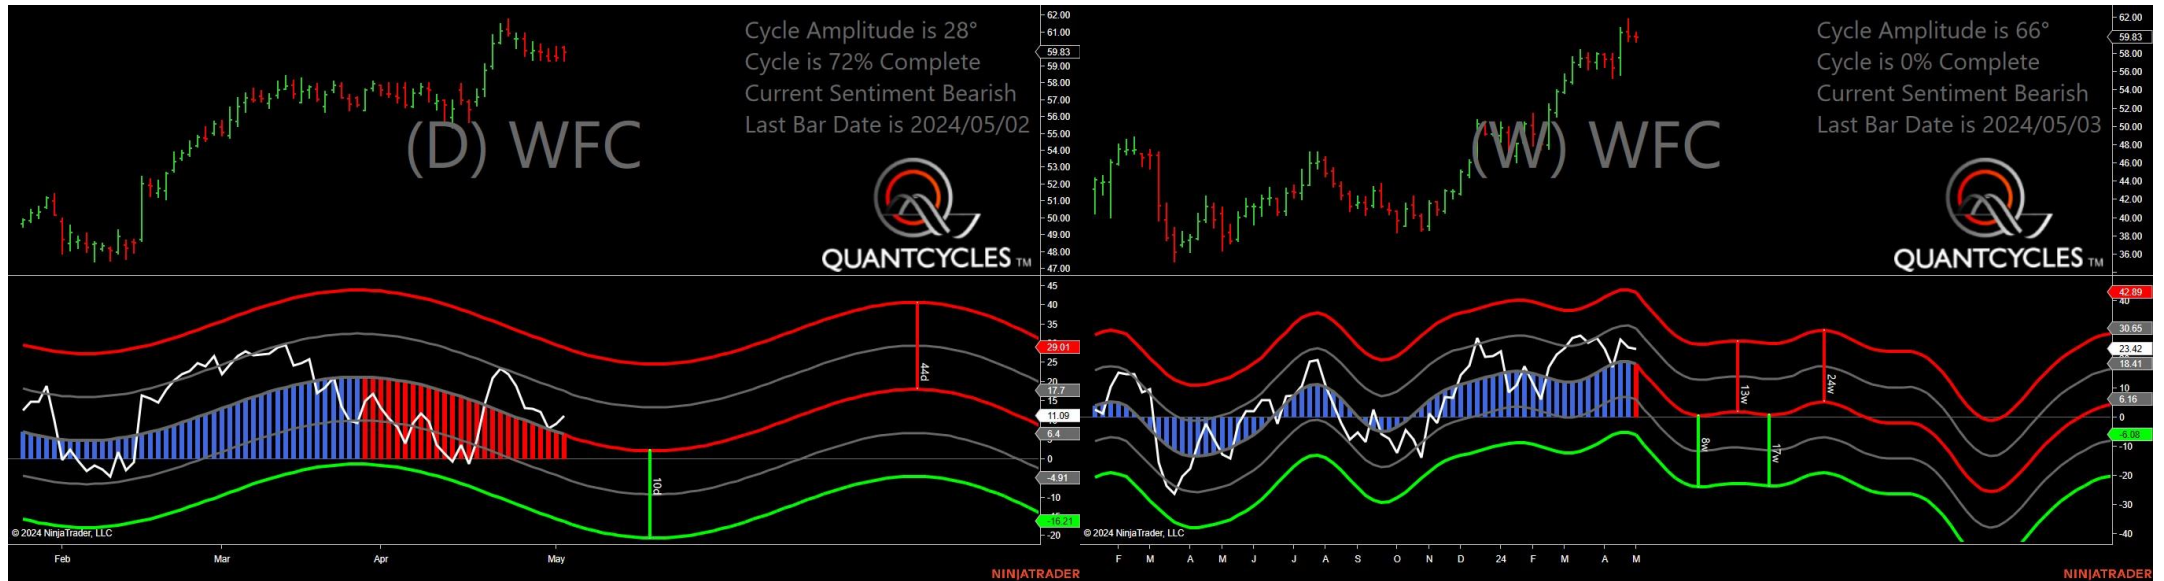 Cycle Amplitude is 28°
Cycle is 72% Complete
Current Sentiment Bearish
Last Bar Date is 2024/05/02
(D) WFC
QUANTCYCLES TM
62.00
61.00
59.83
59.00
58.00
57.00
56.00
55.00
54.00
53.00
52.00
51.00
50.00
49.00
48.00
47.00
45
40
35
29.01
25
20
17.7
15
11.09
6.4
0
-4.91
-10
-16.21
-20
44d
10d
© 2024 NinjaTrader, LLC
Feb Mar Apr May
NINJATRADER
Cycle Amplitude is 66°
Cycle is 0% Complete
Current Sentiment Bearish
Last Bar Date is 2024/05/03
(W) WFC
QUANTCYCLES TM
62.00
59.83
58.00
56.00
54.00
52.00
50.00
48.00
46.00
44.00
42.00
40.00
38.00
36.00
42.89
40
30.65
23.42
18.41
10
6.16
0
-6.08
-10
-20
-30
-40
13w
24w
8w
17w
© 2024 NinjaTrader, LLC
F M A M J J A S O N D 24 F M A M
NINJATRADER